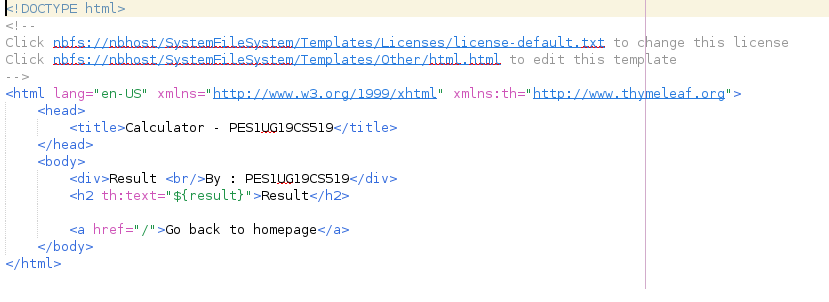 <!DOCTYPE html>
<!--
Click nbfs://nbhost/SystemFileSystem/Templates/Licenses/license-default.txt to change this license
Click nbfs://nbhost/SystemFileSystem/Templates/Other/html.html to edit this template
-->
<html lang="en-US" xmlns="http://www.w3.org/1999/xhtml" xmlns:th="http://www.thymeleaf.org">
    <head>
        <title>Calculator - PES1UG19CS519</title>
    </head>
    <body>
        <div>Result <br/>By : PES1UG19CS519</div>
        <h2 th:text="${result}">Result</h2>

        <a href="/">Go back to homepage</a>
    </body>
</html>